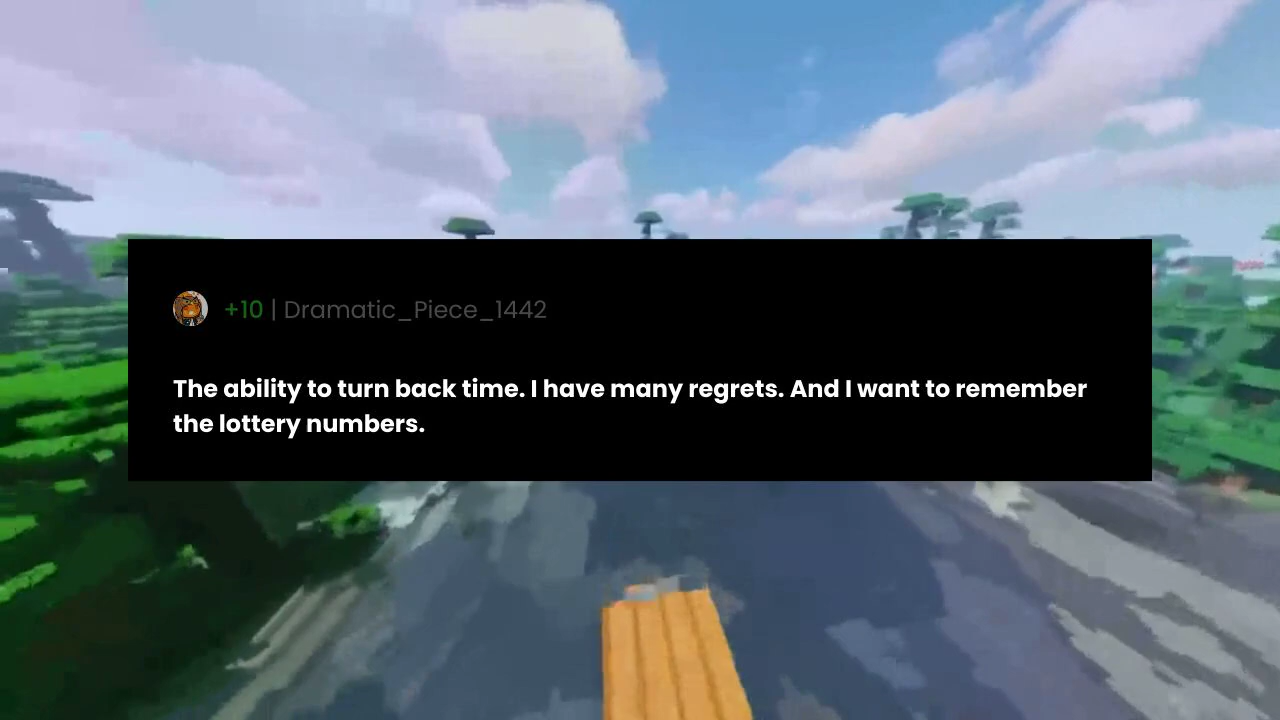 +10 | Dramatic_Piece_1442
The ability to turn back time. I have many regrets. And I want to remember
the lottery numbers.